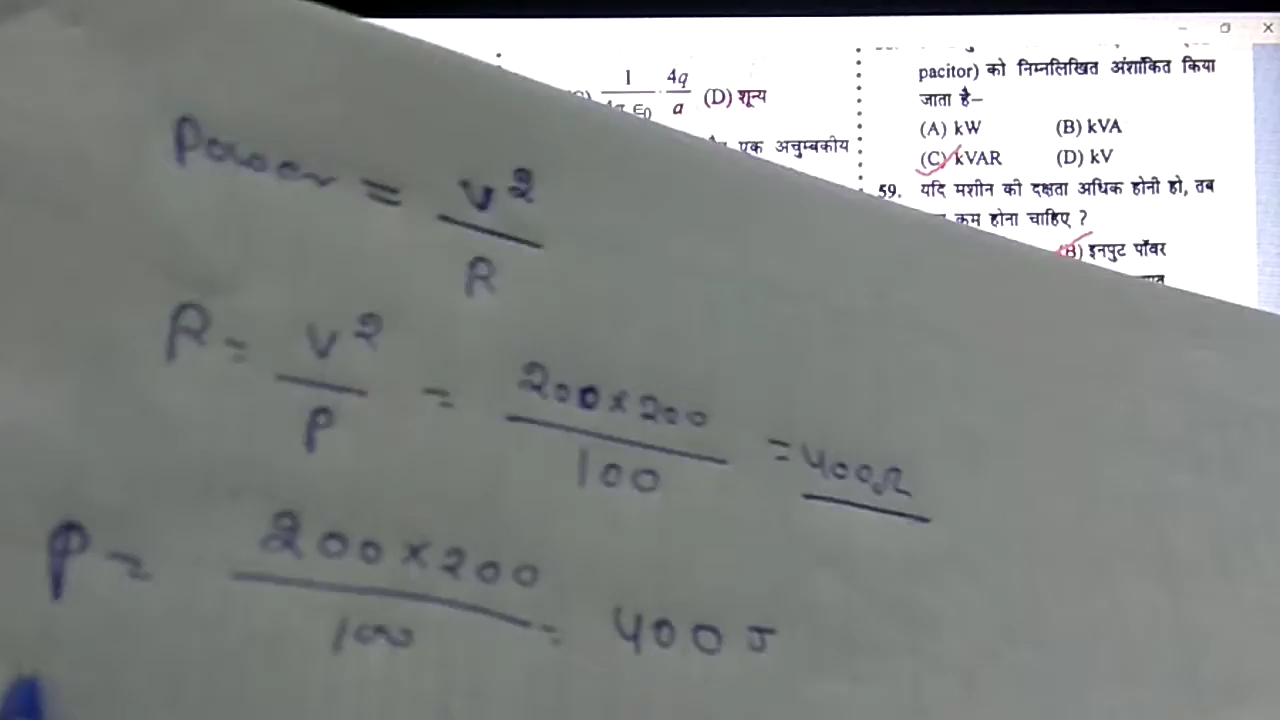 Power = V²/R
R = V²/P = 200×200/100 = 400Ω
P = 200×200/100 = 400 J
1 4q
ε0 a (D) शून्य
एक अचुम्बकीय
pacitor) को निम्नलिखित अंशांकित किया
जाता है–
(A) kW (B) kVA
(C) kVAR (D) kV
59. यदि मशीन की दक्षता अधिक होनी हो, तब
कम होना चाहिए ?
(B) इनपुट पॉवर